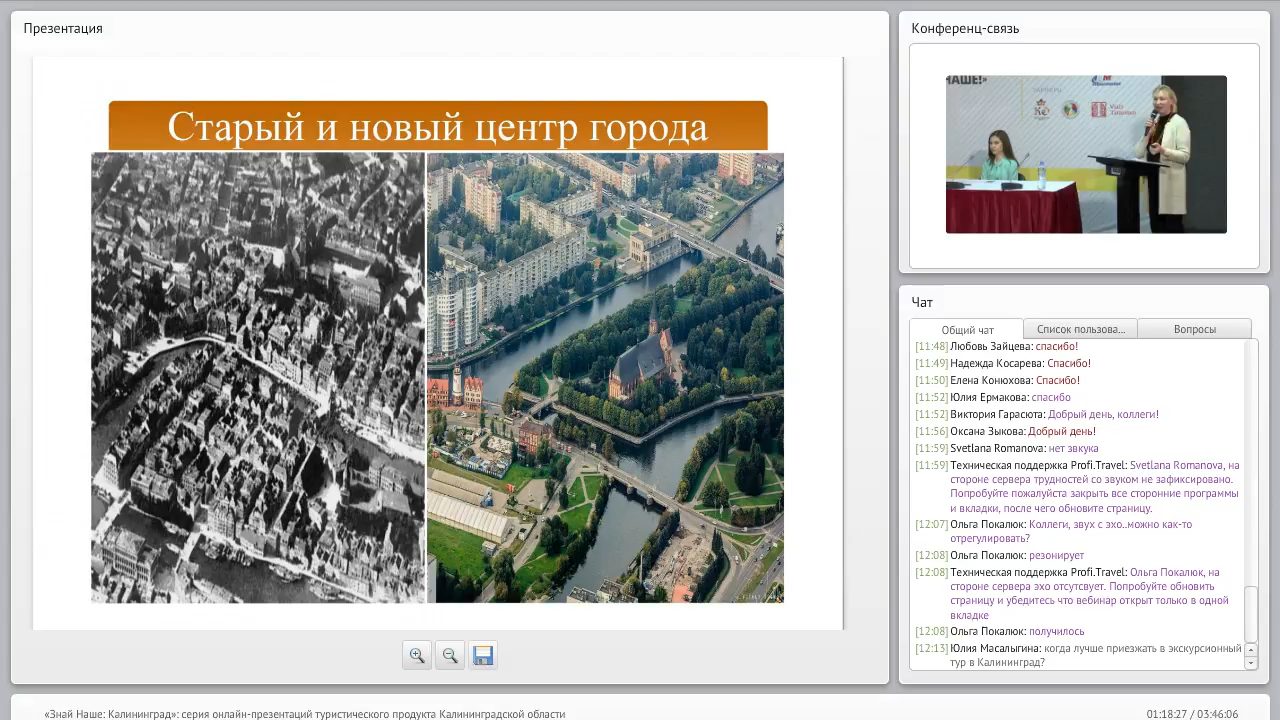 Презентация
Старый и новый центр города
Конференц-связь
НАШЕ!»
Visit
Tatarstan
Чат
Общий чат
Список пользова...
Вопросы
[11:48] Любовь Зайцева: спасибо!
[11:49] Надежда Косарева: Спасибо!
[11:50] Елена Конюхова: Спасибо!
[11:52] Юлия Ермакова: спасибо
[11:52] Виктория Гарасюта: Добрый день, коллеги!
[11:56] Оксана Зыкова: Добрый день!
[11:59] Svetlana Romanova: нет звкука
[11:59] Техническая поддержка Profi.Travel: Svetlana Romanova, на
стороне сервера трудностей со звуком не зафиксировано.
Попробуйте пожалуйста закрыть все сторонние программы
и вкладки, после чего обновите страницу.
[12:07] Ольга Покалюк: Коллеги, звух с эхо..можно как-то
отрегулировать?
[12:08] Ольга Покалюк: резонирует
[12:08] Техническая поддержка Profi.Travel: Ольга Покалюк, на
стороне сервера эхо отсутсвует. Попробуйте обновить
страницу и убедитесь что вебинар открыт только в одной
вкладке
[12:08] Ольга Покалюк: получилось
[12:13] Юлия Масалыгина: когда лучше приезжать в экскурсионный
тур в Калининград?
«Знай Наше: Калининград»: серия онлайн-презентаций туристического продукта Калининградской области
01:18:27 / 03:46:06